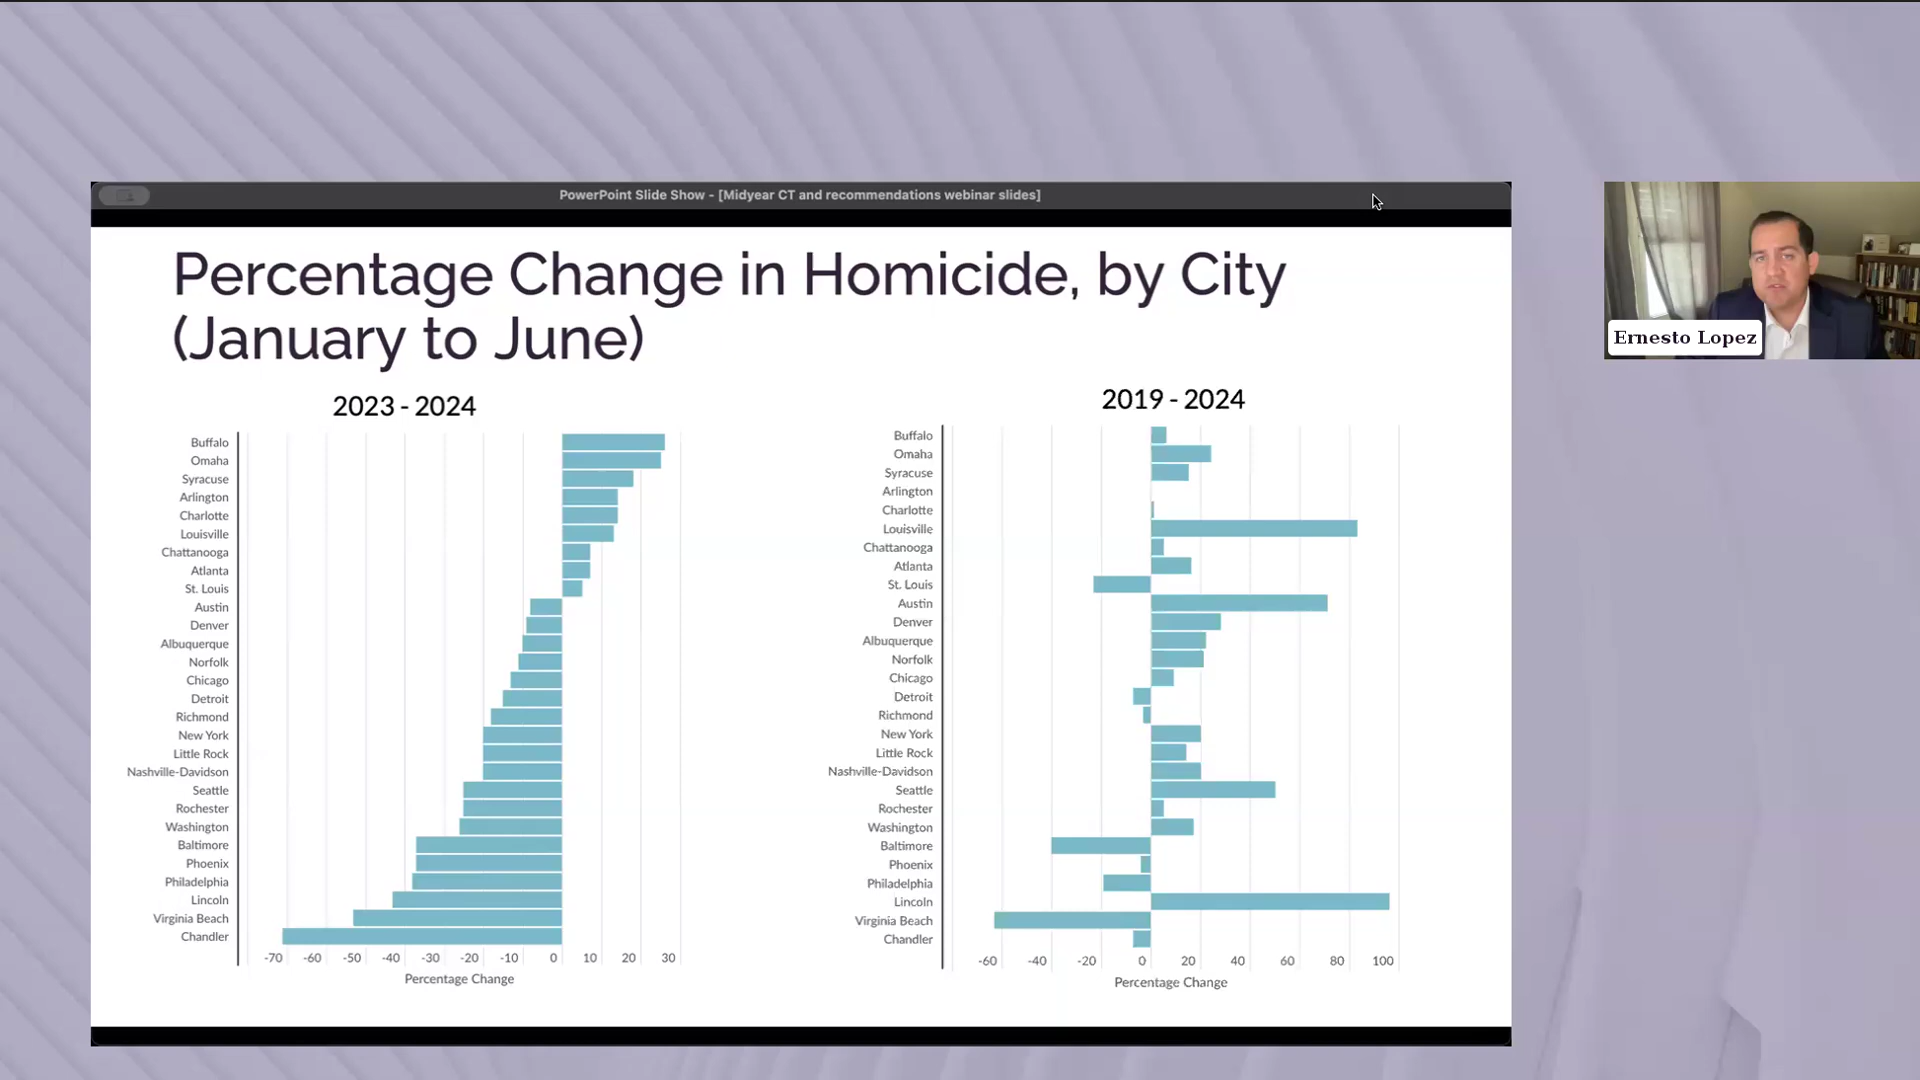 PowerPoint Slide Show - [Midyear CT and recommendations webinar slides]
Percentage Change in Homicide, by City
(January to June)
2023 - 2024
Buffalo
Omaha
Syracuse
Arlington
Charlotte
Louisville
Chattanooga
Atlanta
St. Louis
Austin
Denver
Albuquerque
Norfolk
Chicago
Detroit
Richmond
New York
Little Rock
Nashville-Davidson
Seattle
Rochester
Washington
Baltimore
Phoenix
Philadelphia
Lincoln
Virginia Beach
Chandler
-70 -60 -50 -40 -30 -20 -10 0 10 20 30
Percentage Change
2019 - 2024
Buffalo
Omaha
Syracuse
Arlington
Charlotte
Louisville
Chattanooga
Atlanta
St. Louis
Austin
Denver
Albuquerque
Norfolk
Chicago
Detroit
Richmond
New York
Little Rock
Nashville-Davidson
Seattle
Rochester
Washington
Baltimore
Phoenix
Philadelphia
Lincoln
Virginia Beach
Chandler
-60 -40 -20 0 20 40 60 80 100
Percentage Change
Ernesto Lopez